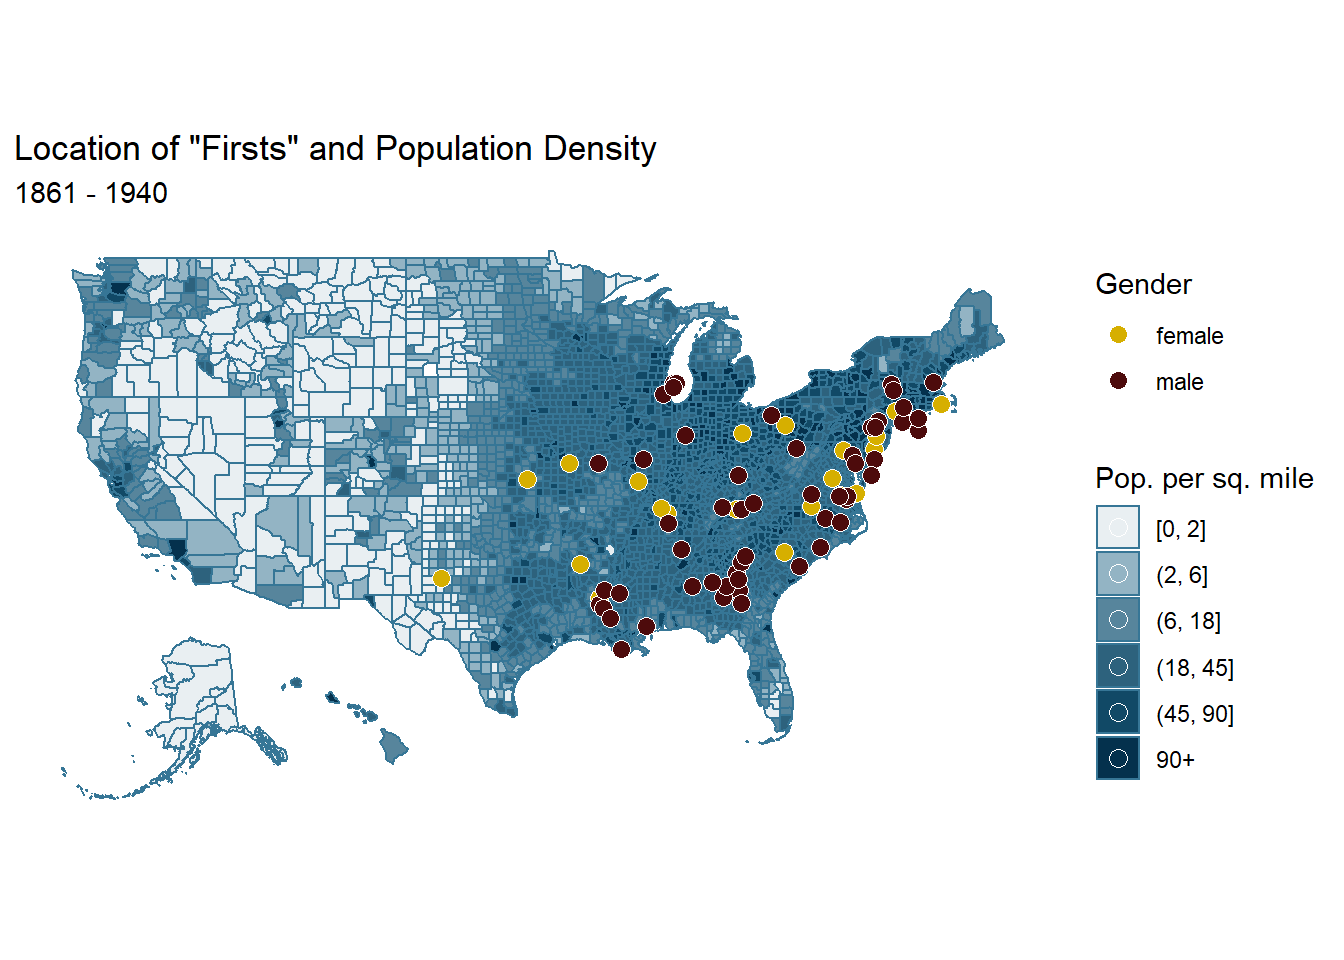 Location of "Firsts" and Population Density
1861 - 1940
Gender
female
male
Pop. per sq. mile
[0, 2]
(2, 6]
(6, 18]
(18, 45]
(45, 90]
90+